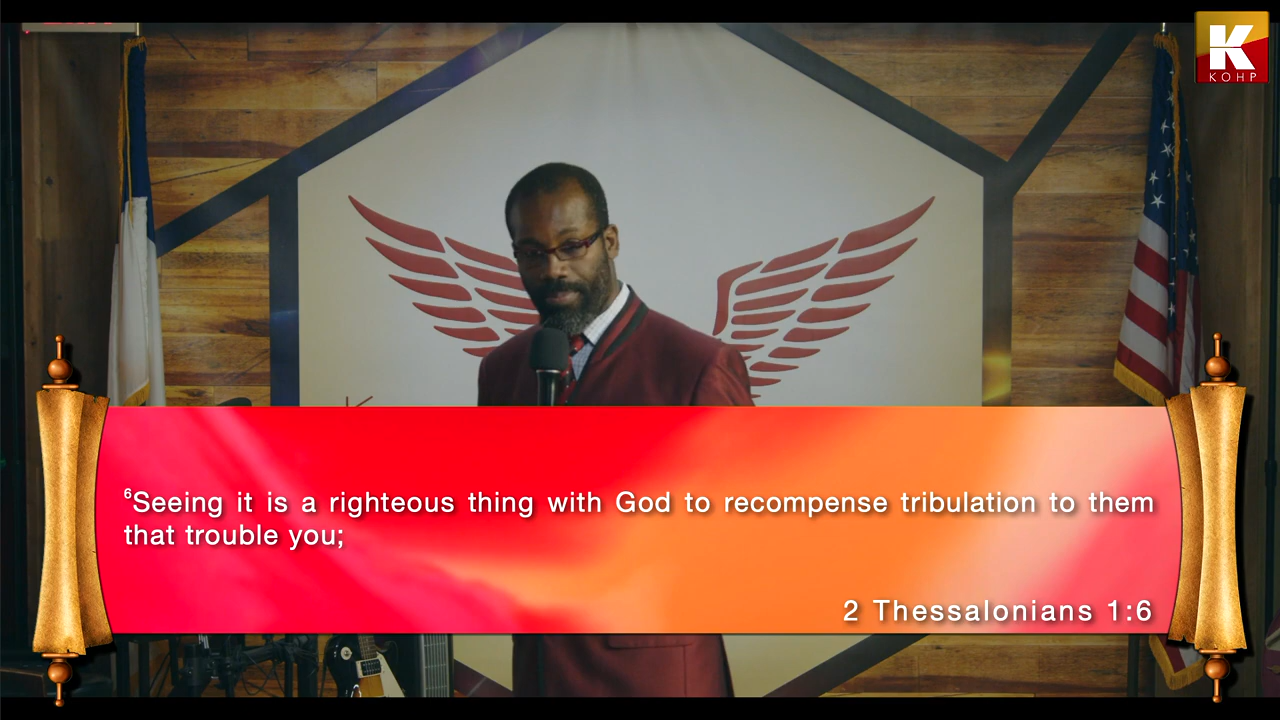 K
KOHP
⁶Seeing it is a righteous thing with God to recompense tribulation to them
that trouble you;
2 Thessalonians 1:6